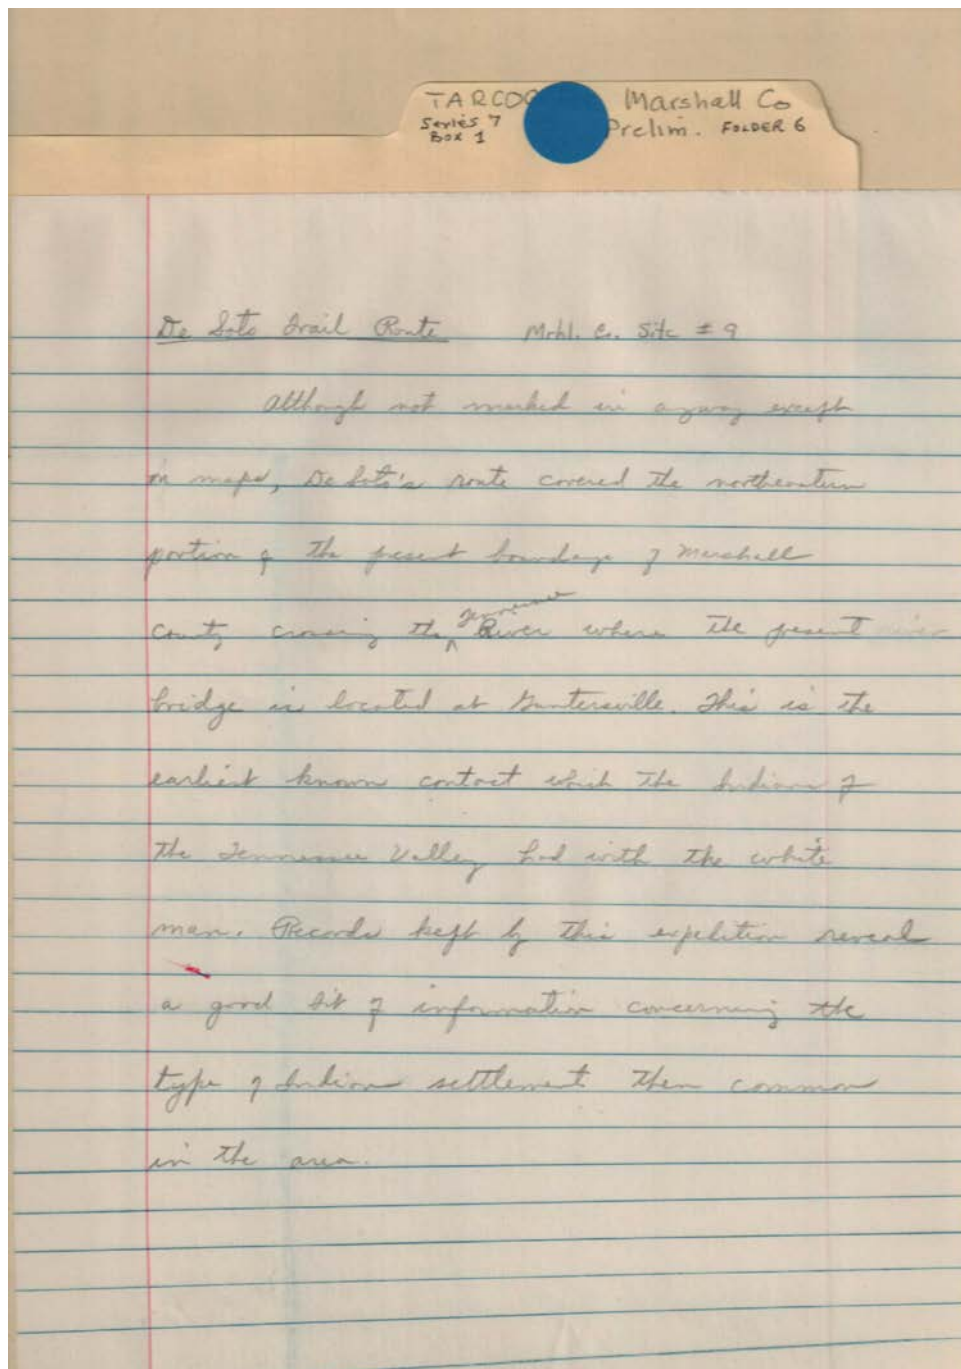 TARCOG Marshall Co
Series 7 Prelim. FOLDER 6
Box 1
De Soto Trail Route Mrhl. Co. Site # 9
Although not marked in anyway except
on maps, De Soto's route covered the northeastern
portion of the present boundary of Marshall
County crossing the Tennessee River where the present river
bridge is located at Guntersville. This is the
earliest known contact which the Indians of
the Tennessee Valley had with the white
man. Records kept by this expedition reveal
a good bit of information concerning the
type of Indian settlement then common
in the area.